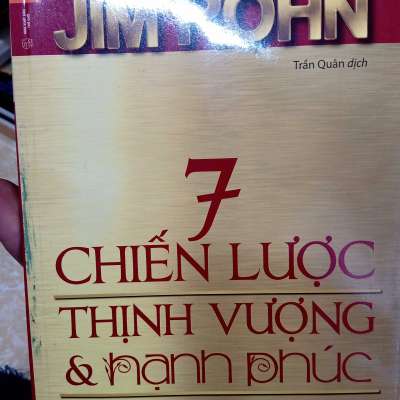 JIM ROHN
Trần Quân dịch
7
CHIẾN LƯỢC
THỊNH VƯỢNG
& hạnh phúc